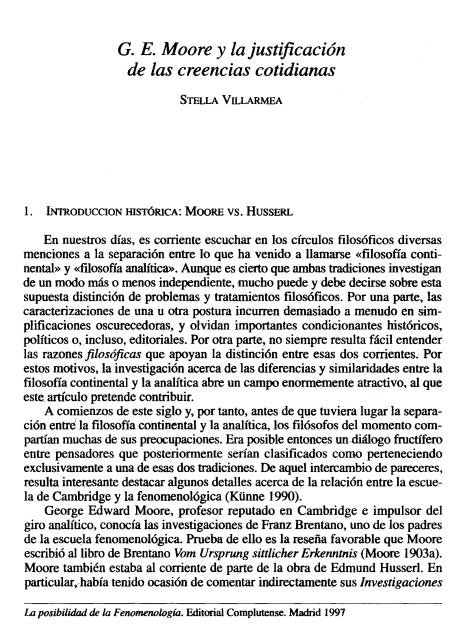 G. E. Moore y la justificación
de las creencias cotidianas
STELLA VILLARMEA
1. INTRODUCCION HISTÓRICA: MOORE VS. HUSSERL
En nuestros días, es corriente escuchar en los círculos filosóficos diversas
menciones a la separación entre lo que ha venido a llamarse «filosofía conti-
nental» y «filosofía analítica». Aunque es cierto que ambas tradiciones investigan
de un modo más o menos independiente, mucho puede y debe decirse sobre esta
supuesta distinción de problemas y tratamientos filosóficos. Por una parte, las
caracterizaciones de una u otra postura incurren demasiado a menudo en sim-
plificaciones oscurecedoras, y olvidan importantes condicionantes históricos,
políticos o, incluso, editoriales. Por otra parte, no siempre resulta fácil entender
las razones filosóficas que apoyan la distinción entre esas dos corrientes. Por
estos motivos, la investigación acerca de las diferencias y similaridades entre la
filosofía continental y la analítica abre un campo enormemente atractivo, al que
este artículo pretende contribuir.
A comienzos de este siglo y, por tanto, antes de que tuviera lugar la separa-
ción entre la filosofía continental y la analítica, los filósofos del momento com-
partían muchas de sus preocupaciones. Era posible entonces un diálogo fructífero
entre pensadores que posteriormente serían clasificados como perteneciendo
exclusivamente a una de esas dos tradiciones. De aquel intercambio de pareceres,
resulta interesante destacar algunos detalles acerca de la relación entre la escue-
la de Cambridge y la fenomenológica (Künne 1990).
George Edward Moore, profesor reputado en Cambridge e impulsor del
giro analítico, conocía las investigaciones de Franz Brentano, uno de los padres
de la escuela fenomenológica. Prueba de ello es la reseña favorable que Moore
escribió al libro de Brentano Vom Ursprung sittlicher Erkenntnis (Moore 1903a).
Moore también estaba al corriente de parte de la obra de Edmund Husserl. En
particular, había tenido ocasión de comentar indirectamente sus Investigaciones
La posibilidad de la Fenomenología. Editorial Complutense. Madrid 1997